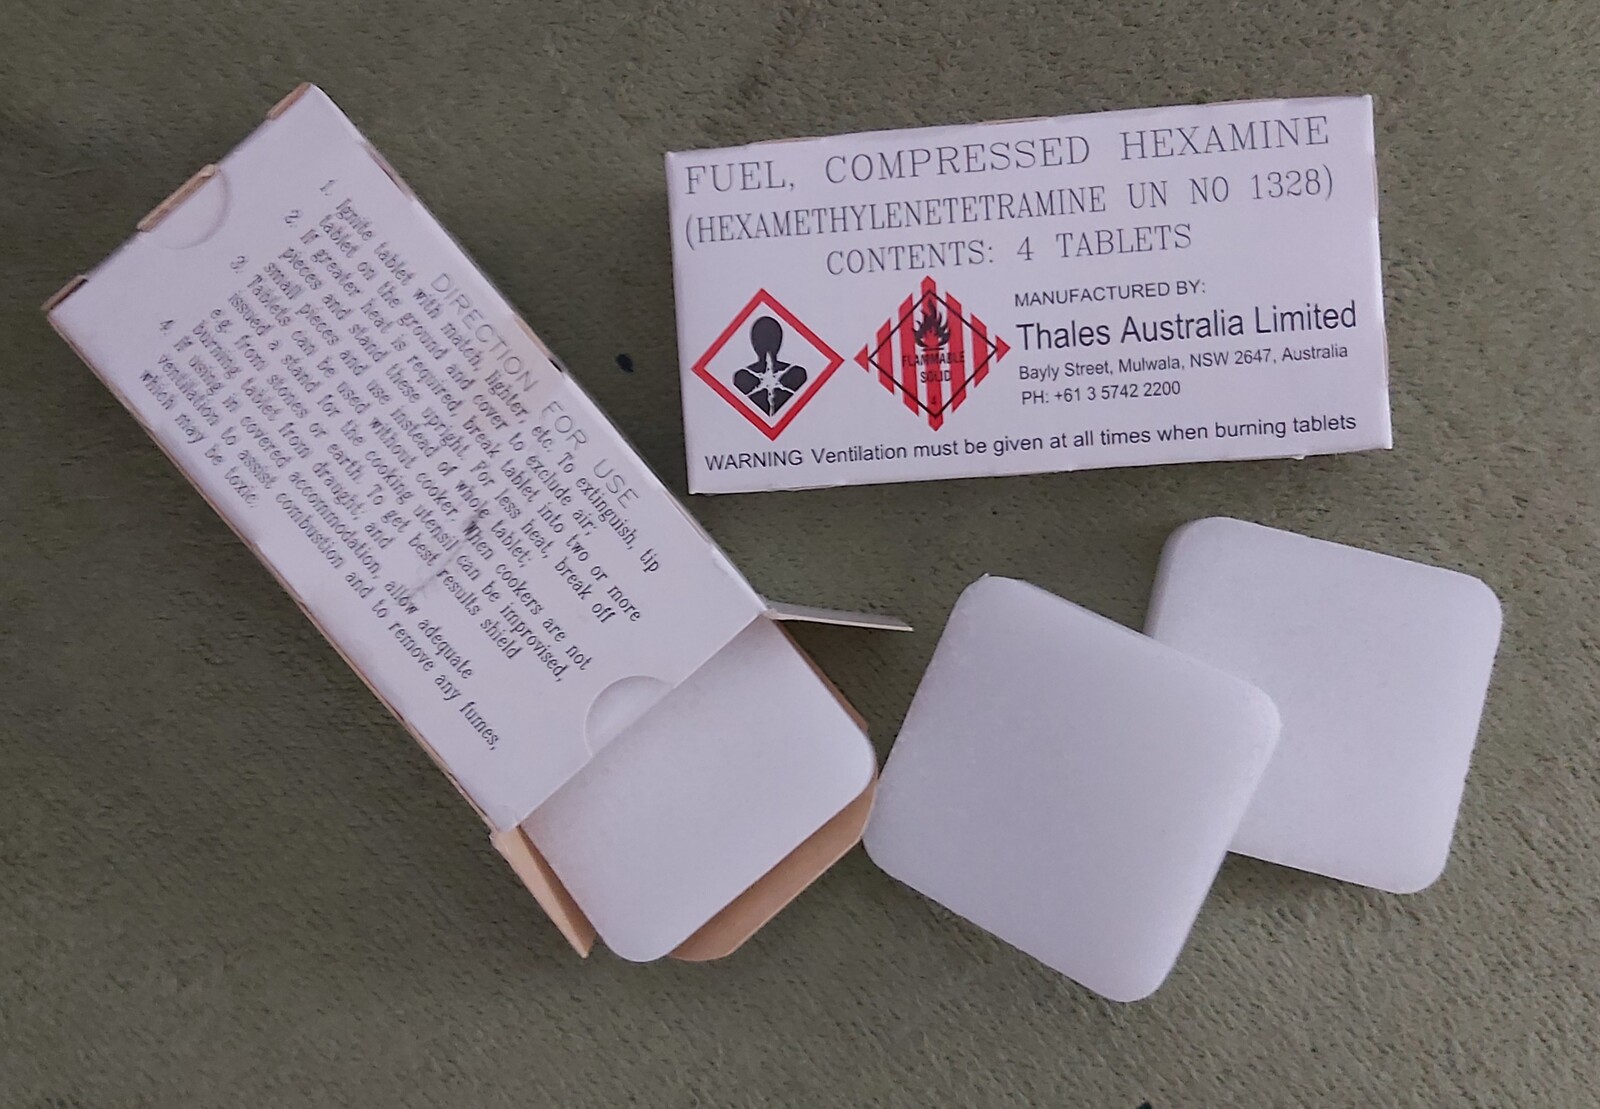 DIRECTION FOR USE
1. Ignite tablet with match, lighter, etc. To extinguish, tip
tablet on the ground and cover to exclude air;
2. If greater heat is required, break tablet into two or more
pieces and stand these upright. For less heat, break off
small pieces and use instead of whole tablet;
3. Tablets can be used without cooker. When cookers are not
issued a stand for the cooking utensil can be improvised,
e.g. from stones or earth. To get best results shield
burning tablet from draught; and
4. If using in covered accommodation, allow adequate
ventilation to assist combustion and to remove any fumes,
which may be toxic.
FUEL, COMPRESSED HEXAMINE
(HEXAMETHYLENETETRAMINE UN NO 1328)
CONTENTS: 4 TABLETS
FLAMMABLE
SOLID
4
MANUFACTURED BY:
Thales Australia Limited
Bayly Street, Mulwala, NSW 2647, Australia
PH: +61 3 5742 2200
WARNING Ventilation must be given at all times when burning tablets